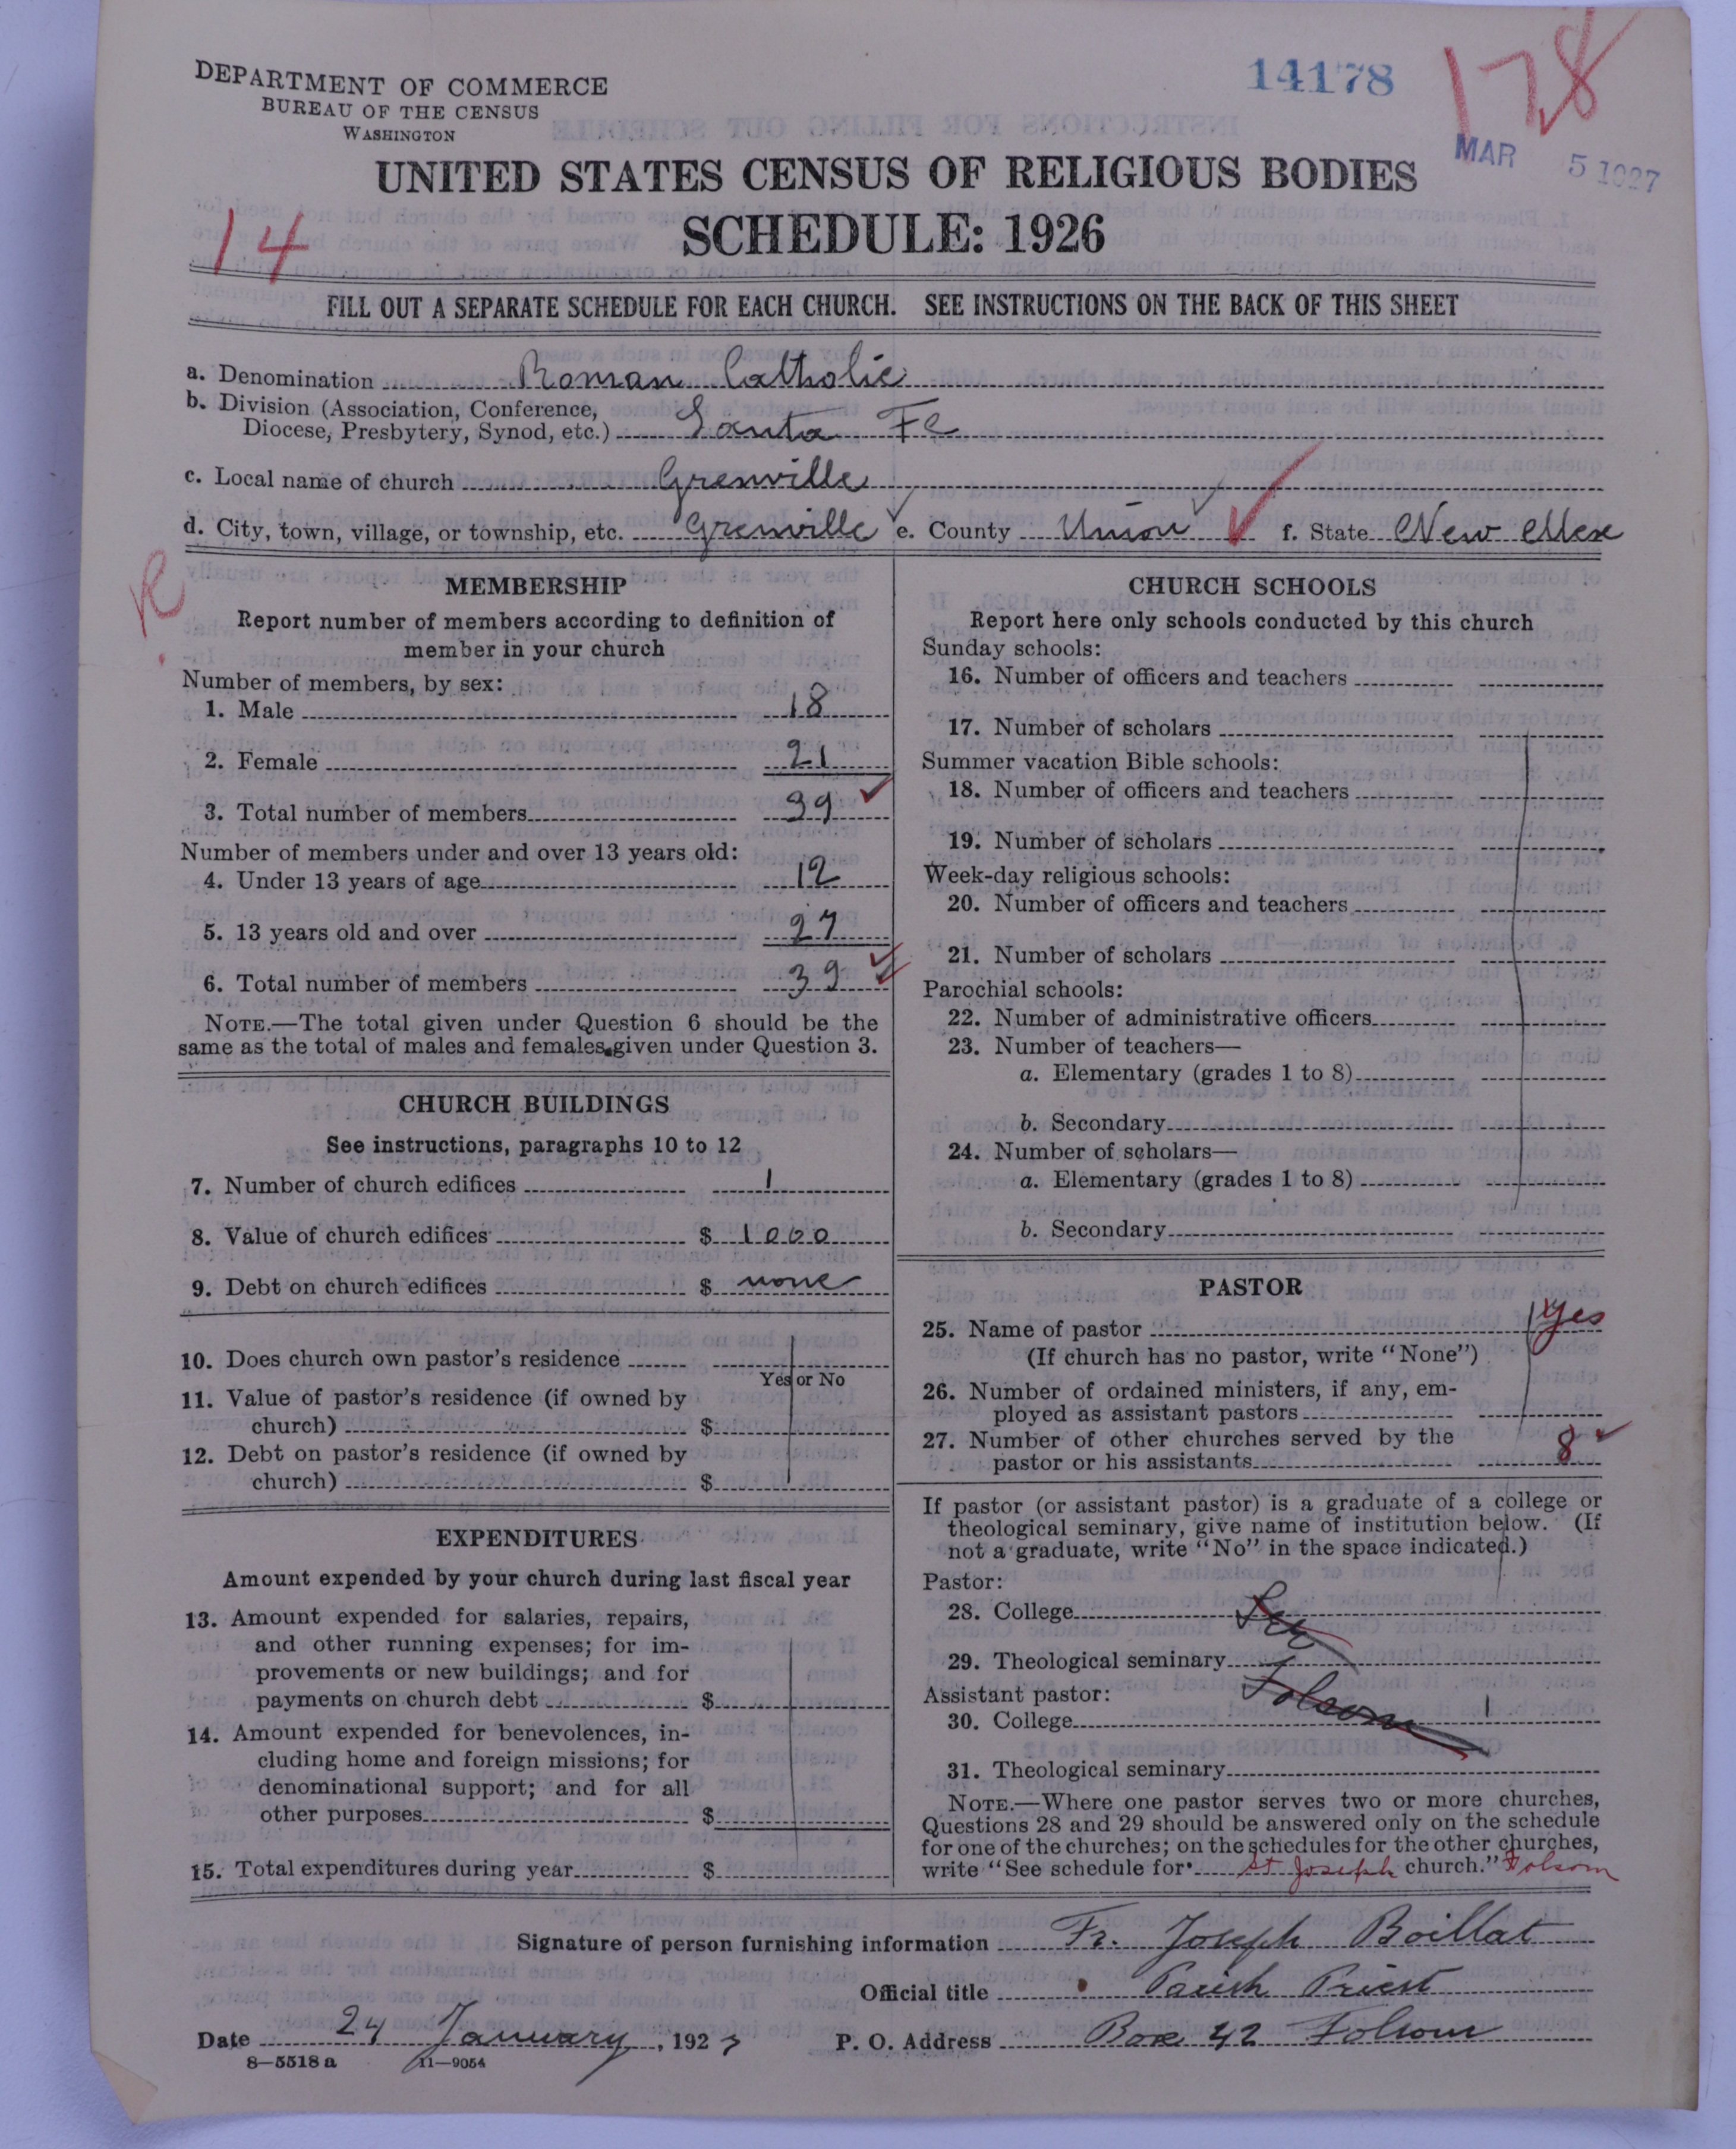 DEPARTMENT OF COMMERCE
BUREAU OF THE CENSUS
WASHINGTON
14178
178
MAR 5 1927
UNITED STATES CENSUS OF RELIGIOUS BODIES
SCHEDULE: 1926
14
FILL OUT A SEPARATE SCHEDULE FOR EACH CHURCH. SEE INSTRUCTIONS ON THE BACK OF THIS SHEET
a. Denomination Roman Catholic
b. Division (Association, Conference,
Diocese, Presbytery, Synod, etc.) Santa Fe
c. Local name of church Grenville
d. City, town, village, or township, etc. Grenville e. County Union f. State New Mex
R
MEMBERSHIP
Report number of members according to definition of
member in your church
Number of members, by sex:
1. Male 18
2. Female 21
3. Total number of members 39
Number of members under and over 13 years old:
4. Under 13 years of age 12
5. 13 years old and over 27
6. Total number of members 39
NOTE.—The total given under Question 6 should be the
same as the total of males and females given under Question 3.
CHURCH BUILDINGS
See instructions, paragraphs 10 to 12
7. Number of church edifices 1
8. Value of church edifices $ 1000
9. Debt on church edifices $ none
10. Does church own pastor's residence
Yes or No
11. Value of pastor's residence (if owned by
church) $
12. Debt on pastor's residence (if owned by
church) $
EXPENDITURES
Amount expended by your church during last fiscal year
13. Amount expended for salaries, repairs,
and other running expenses; for im-
provements or new buildings; and for
payments on church debt $
14. Amount expended for benevolences, in-
cluding home and foreign missions; for
denominational support; and for all
other purposes $
15. Total expenditures during year $
CHURCH SCHOOLS
Report here only schools conducted by this church
Sunday schools:
16. Number of officers and teachers
17. Number of scholars
Summer vacation Bible schools:
18. Number of officers and teachers
19. Number of scholars
Week-day religious schools:
20. Number of officers and teachers
21. Number of scholars
Parochial schools:
22. Number of administrative officers
23. Number of teachers—
a. Elementary (grades 1 to 8)
b. Secondary
24. Number of scholars—
a. Elementary (grades 1 to 8)
b. Secondary
PASTOR
25. Name of pastor Yes
(If church has no pastor, write "None")
26. Number of ordained ministers, if any, em-
ployed as assistant pastors
27. Number of other churches served by the
pastor or his assistants 8
If pastor (or assistant pastor) is a graduate of a college or
theological seminary, give name of institution below. (If
not a graduate, write "No" in the space indicated.)
Pastor:
28. College See
29. Theological seminary
Assistant pastor: Folsom
30. College
31. Theological seminary
NOTE.—Where one pastor serves two or more churches,
Questions 28 and 29 should be answered only on the schedule
for one of the churches; on the schedules for the other churches,
write "See schedule for St Joseph church." Folsom
Signature of person furnishing information Fr. Joseph Boillat
Official title Parish Priest
Date 24 January, 1927 P. O. Address Box 42 Folsom
8—5518 a 11—9054